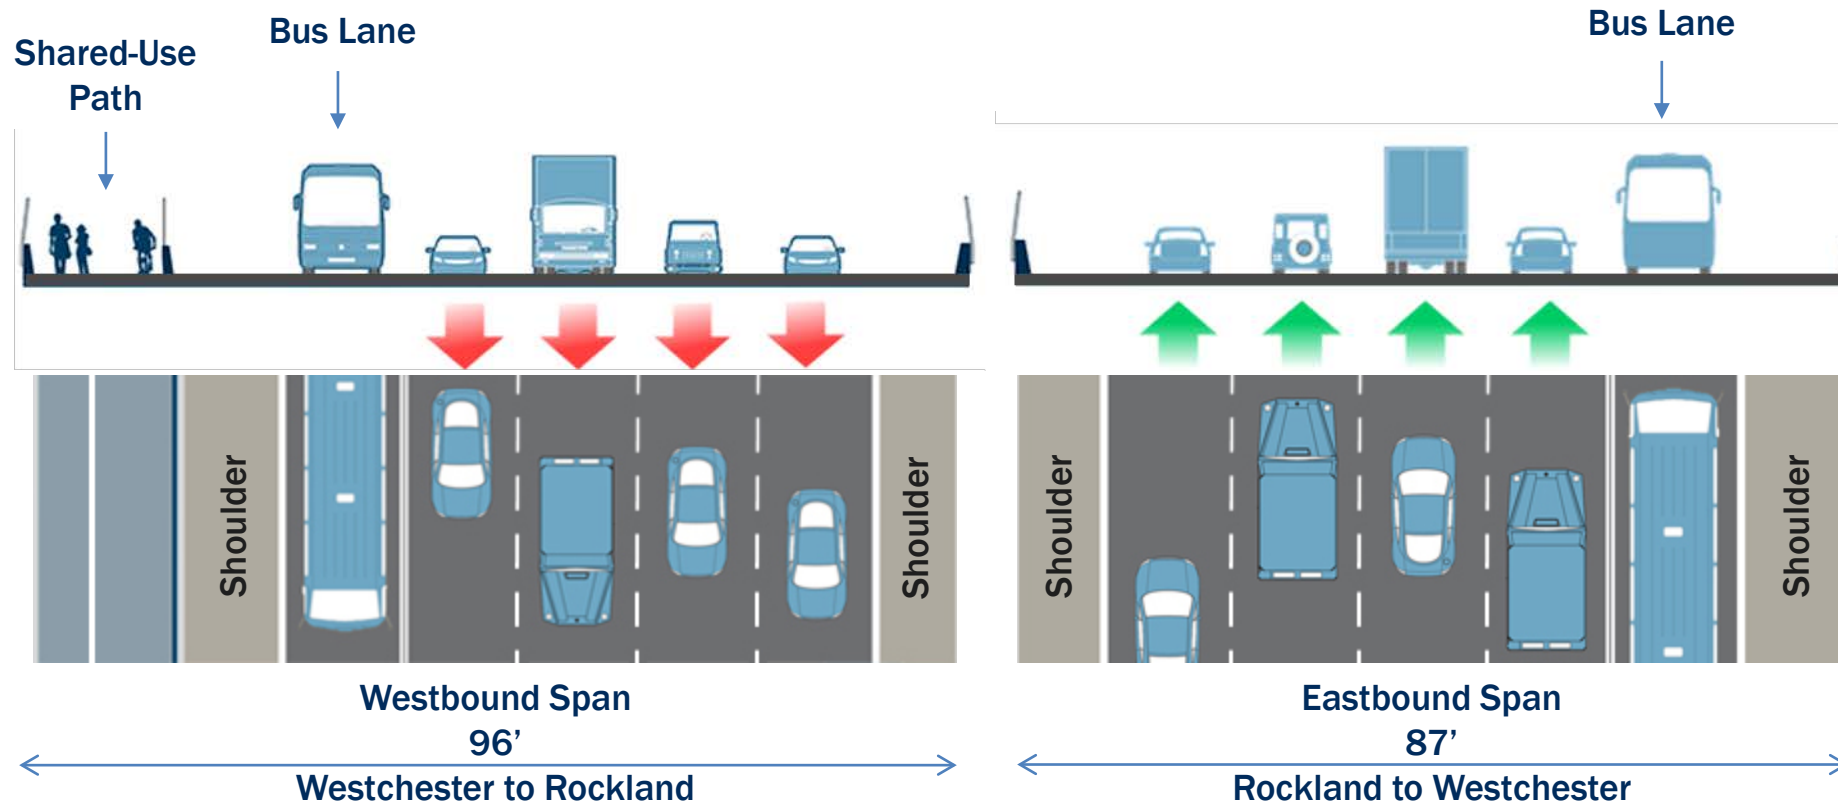 Shared-Use
Path
Bus Lane
Bus Lane
Shoulder
Shoulder
Shoulder
Shoulder
Westbound Span
96’
Westchester to Rockland
Eastbound Span
87’
Rockland to Westchester